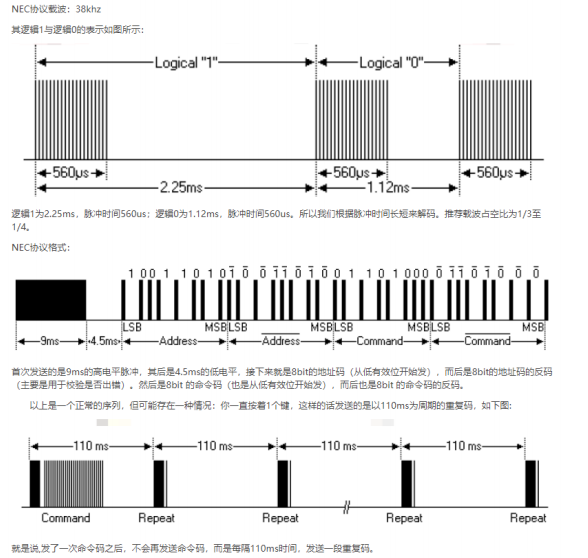 NEC协议载波：38khz
其逻辑1与逻辑0的表示如图所示：
Logical "1" Logical "0"
560µs 560µs 560µs
2.25ms 1.12ms
逻辑1为2.25ms，脉冲时间560us；逻辑0为1.12ms，脉冲时间560us。所以我们根据脉冲时间长短来解码。推荐载波占空比为1/3至
1/4。
NEC协议格式：
1 0 0 1 1 0 1 0 1 0 1 0 0 1 1 0 1 0 1 1 0 1 0 0 0 0 1 1 0 1 0 0 0
LSB MSB LSB MSB LSB MSB LSB MSB
9ms 4.5ms Address Address Command Command
首次发送的是9ms的高电平脉冲，其后是4.5ms的低电平，接下来就是8bit的地址码（从低有效位开始发），而后是8bit的地址码的反码
（主要是用于校验是否出错）。然后是8bit 的命令码（也是从低有效位开始发），而后也是8bit 的命令码的反码。
以上是一个正常的序列，但可能存在一种情况：你一直按着1个键，这样的话发送的是以110ms为周期的重复码，如下图：
110 ms 110 ms 110 ms 110 ms
Command Repeat Repeat Repeat Repeat
就是说,发了一次命令码之后，不会再发送命令码，而是每隔110ms时间，发送一段重复码。